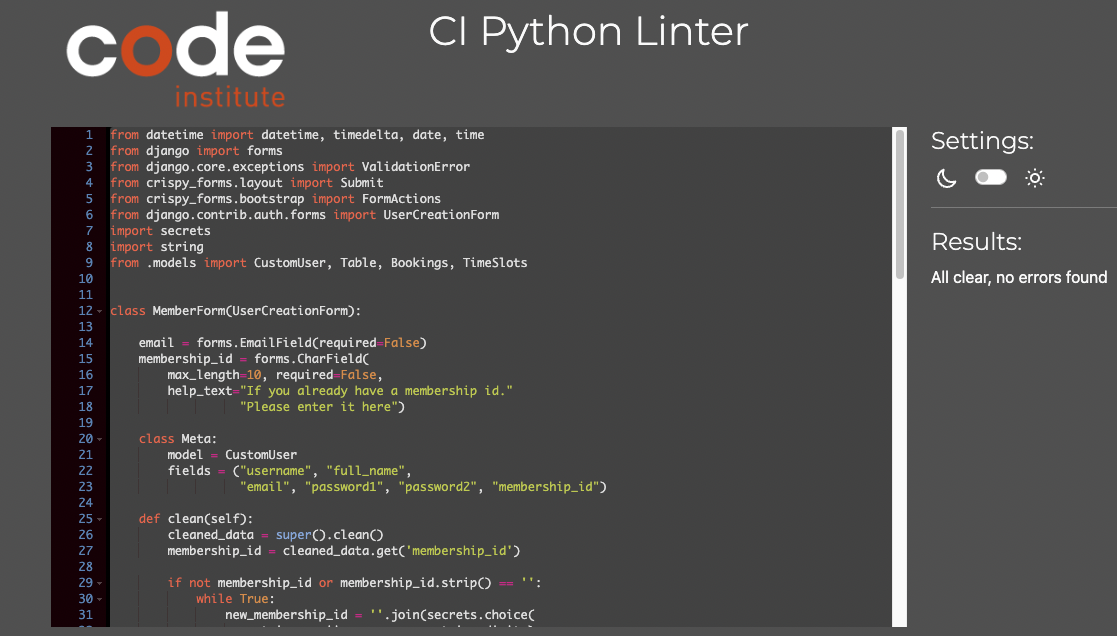 code
institute
CI Python Linter
1 from datetime import datetime, timedelta, date, time
2 from django import forms
3 from django.core.exceptions import ValidationError
4 from crispy_forms.layout import Submit
5 from crispy_forms.bootstrap import FormActions
6 from django.contrib.auth.forms import UserCreationForm
7 import secrets
8 import string
9 from .models import CustomUser, Table, Bookings, TimeSlots
10
11
12 class MemberForm(UserCreationForm):
13
14     email = forms.EmailField(required=False)
15     membership_id = forms.CharField(
16         max_length=10, required=False,
17         help_text="If you already have a membership id."
18                   "Please enter it here")
19
20     class Meta:
21         model = CustomUser
22         fields = ("username", "full_name",
23                   "email", "password1", "password2", "membership_id")
24
25     def clean(self):
26         cleaned_data = super().clean()
27         membership_id = cleaned_data.get('membership_id')
28
29         if not membership_id or membership_id.strip() == '':
30             while True:
31                 new_membership_id = ''.join(secrets.choice(
Settings:
Results:
All clear, no errors found